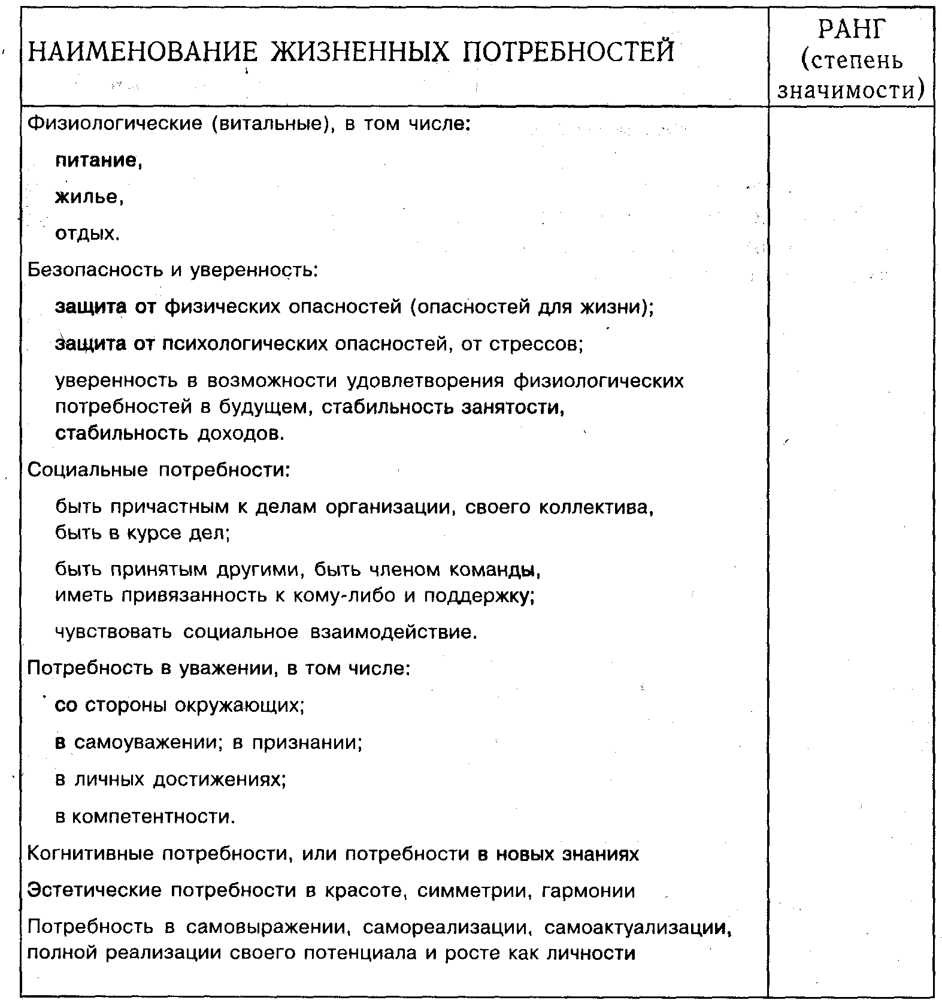 НАИМЕНОВАНИЕ ЖИЗНЕННЫХ ПОТРЕБНОСТЕЙ
РАНГ
(степень
значимости)
Физиологические (витальные), в том числе:
питание,
жилье,
отдых.
Безопасность и уверенность:
защита от физических опасностей (опасностей для жизни);
защита от психологических опасностей, от стрессов;
уверенность в возможности удовлетворения физиологических
потребностей в будущем, стабильность занятости,
стабильность доходов.
Социальные потребности:
быть причастным к делам организации, своего коллектива,
быть в курсе дел;
быть принятым другими, быть членом команды,
иметь привязанность к кому-либо и поддержку;
чувствовать социальное взаимодействие.
Потребность в уважении, в том числе:
со стороны окружающих;
в самоуважении; в признании;
в личных достижениях;
в компетентности.
Когнитивные потребности, или потребности в новых знаниях
Эстетические потребности в красоте, симметрии, гармонии
Потребность в самовыражении, самореализации, самоактуализации,
полной реализации своего потенциала и росте как личности